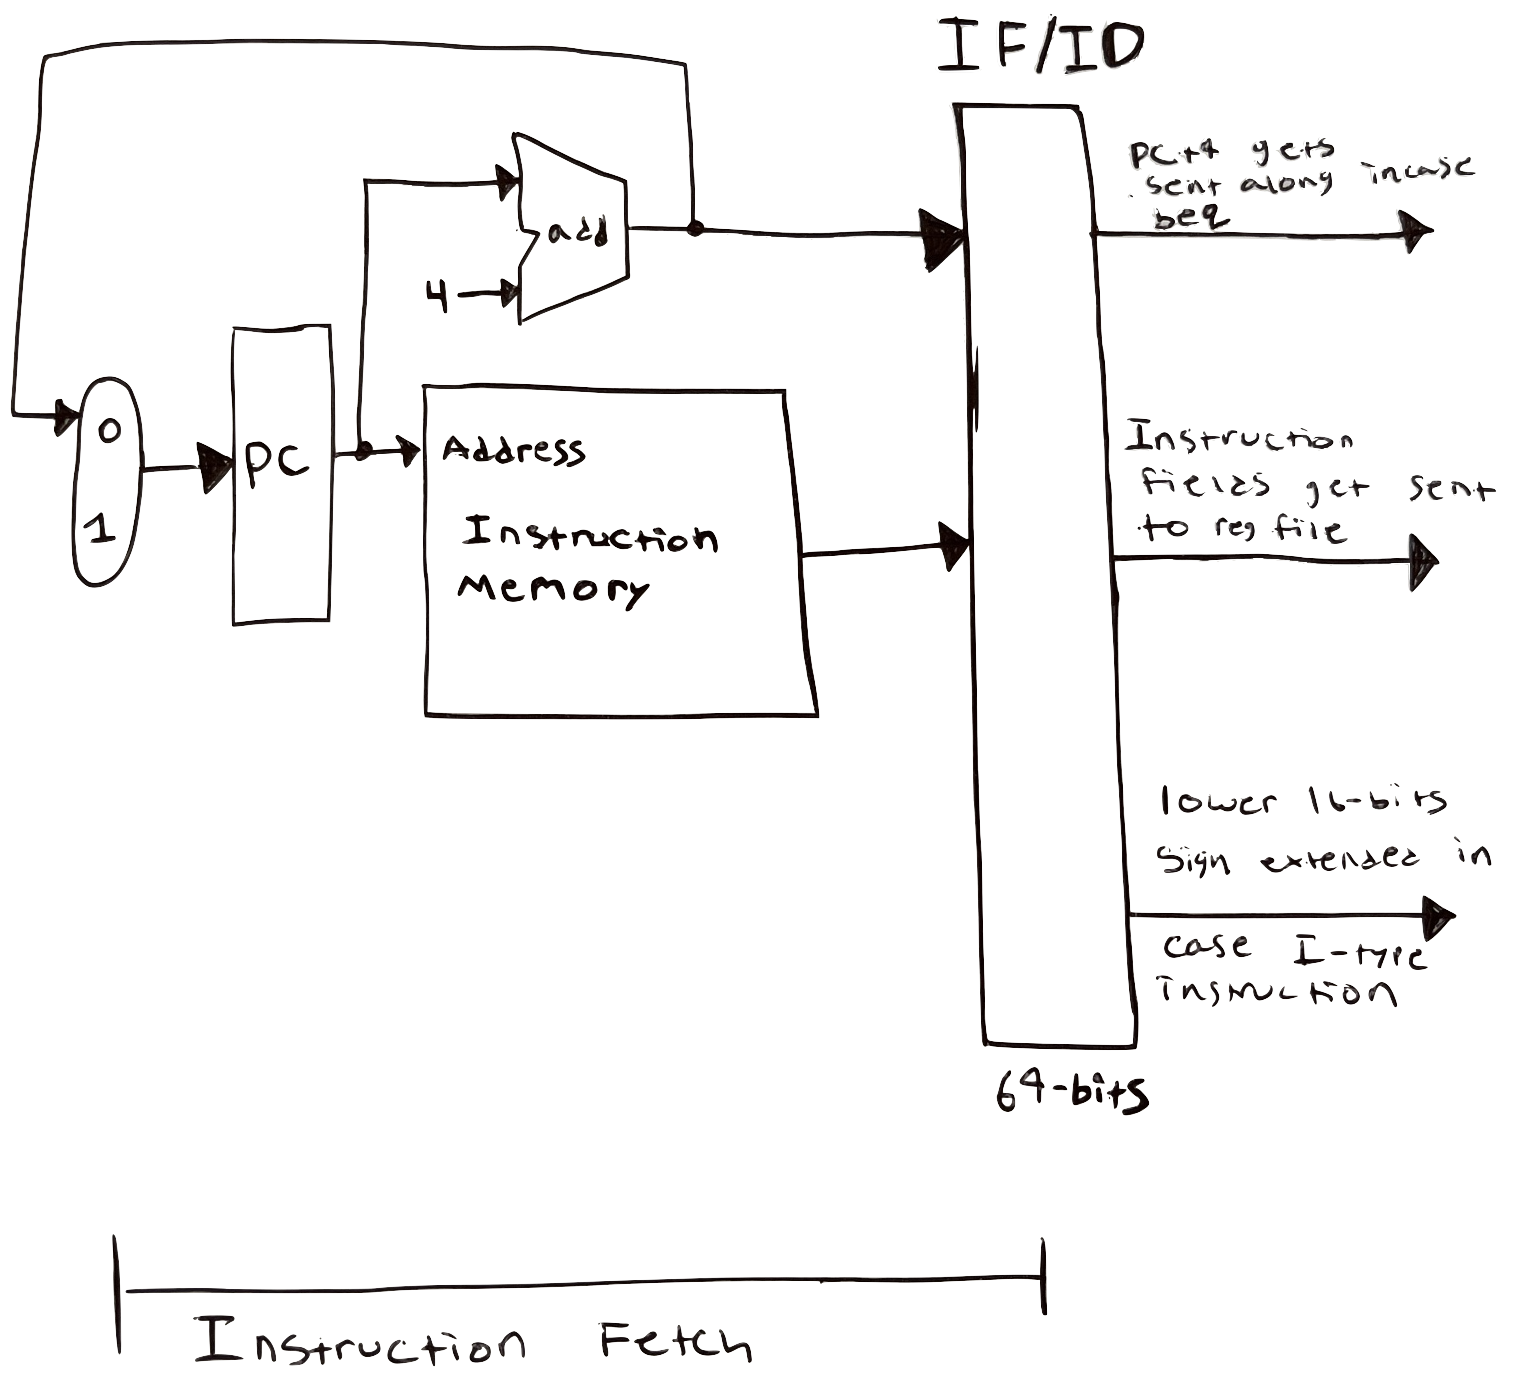 IF/ID
PC+4 gets
sent along incase
beq
add
4
0
1
PC
Address
Instruction
Memory
Instruction
fields get sent
to reg file
lower 16-bits
Sign extended in
case I-type
instruction
64-bits
Instruction Fetch